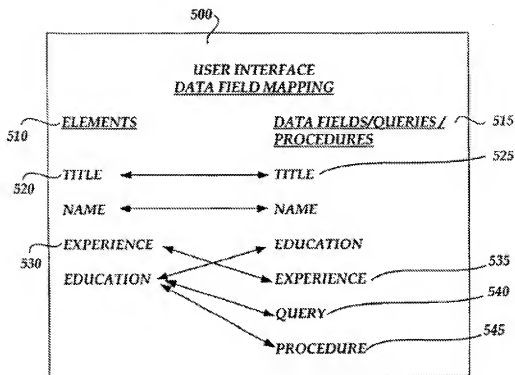 500
USER INTERFACE
DATA FIELD MAPPING
510 ELEMENTS DATA FIELDS/QUERIES/ 515
PROCEDURES
520 TITLE TITLE 525
NAME NAME
530 EXPERIENCE EDUCATION
EDUCATION EXPERIENCE 535
QUERY 540
PROCEDURE 545